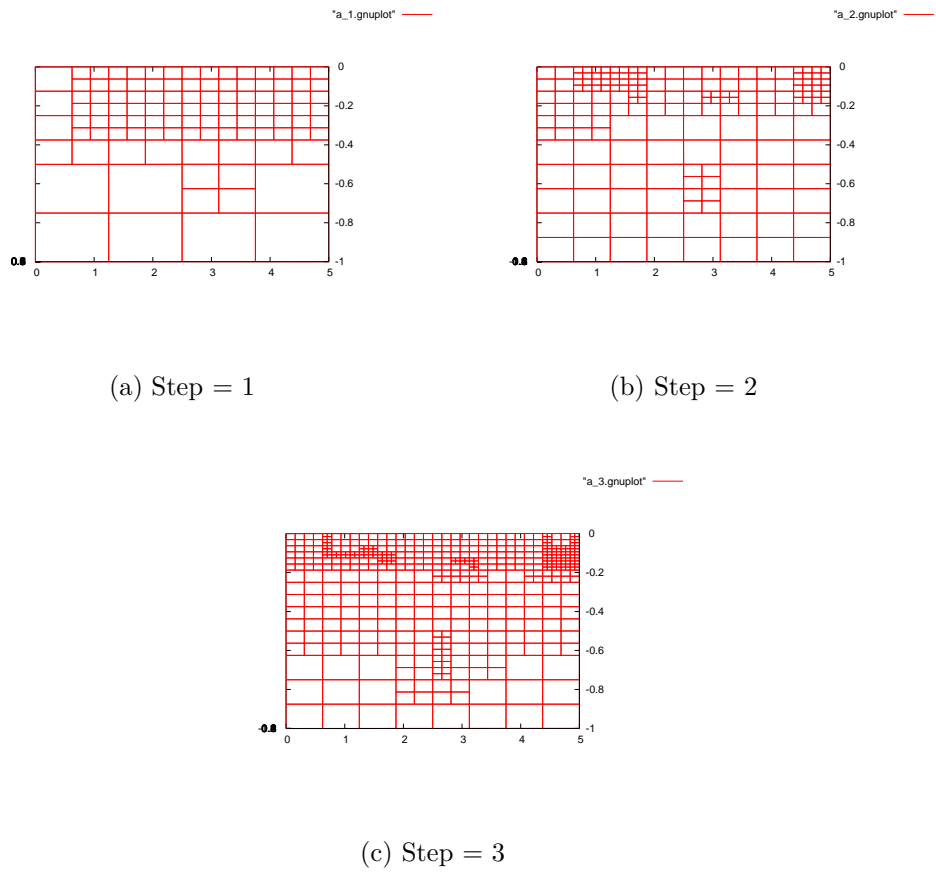 "a_1.gnuplot"
0
-0.2
-0.4
-0.6
-0.8
-1
0 1 2 3 4 5
(a) Step = 1
"a_2.gnuplot"
0
-0.2
-0.4
-0.6
-0.8
-1
0 1 2 3 4 5
(b) Step = 2
"a_3.gnuplot"
0
-0.2
-0.4
-0.6
-0.8
-1
0 1 2 3 4 5
(c) Step = 3